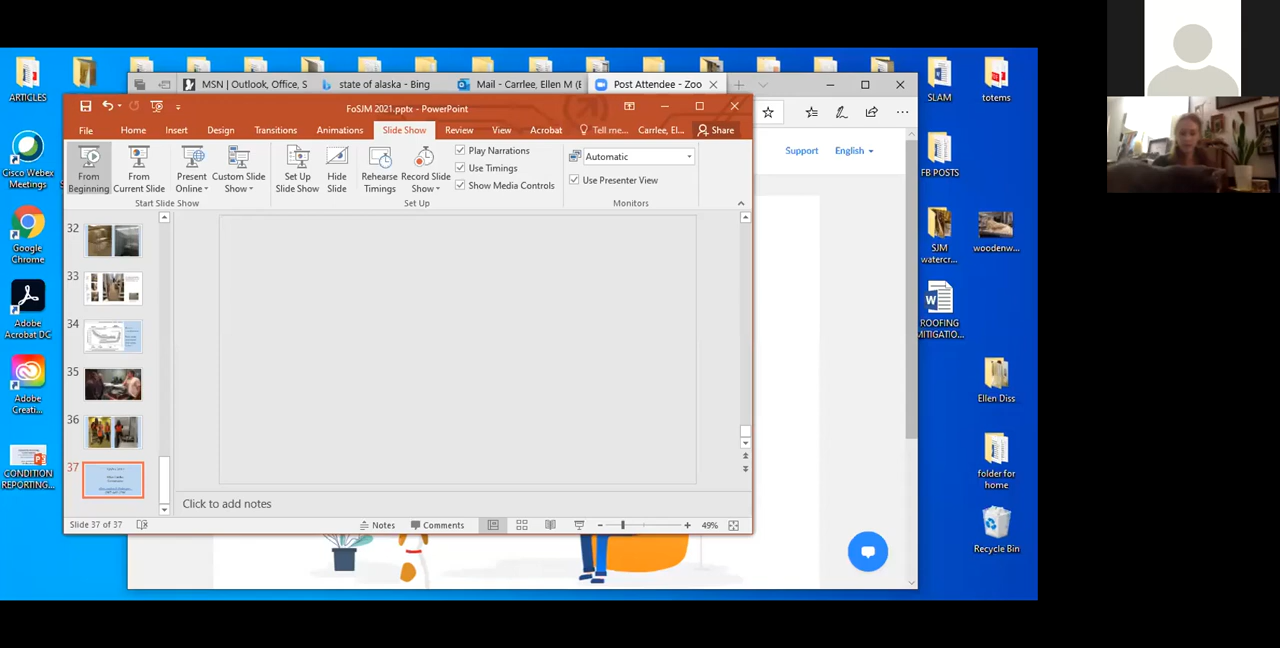 ARTICLES
Cisco Webex
Meetings
Google
Chrome
Adobe
Acrobat DC
Adobe
Creati...
CONDITION
REPORTING...
MSN | Outlook, Office, S
state of alaska - Bing
Mail - Carrlee, Ellen M (E
Post Attendee - Zoo
Support
English
FoSJM 2021.pptx - PowerPoint
File
Home
Insert
Design
Transitions
Animations
Slide Show
Review
View
Acrobat
Tell me...
Carrlee, El...
Share
From
Beginning
From
Current Slide
Present
Online
Custom Slide
Show
Start Slide Show
Set Up
Slide Show
Hide
Slide
Rehearse
Timings
Record Slide
Show
Play Narrations
Use Timings
Show Media Controls
Set Up
Automatic
Use Presenter View
Monitors
32
33
34
35
36
37
Click to add notes
Slide 37 of 37
Notes
Comments
49%
SLAM
totems
FB POSTS
SJM
watercr...
woodenw...
ROOFING
MITIGATIO...
Ellen Diss
folder for
home
Recycle Bin